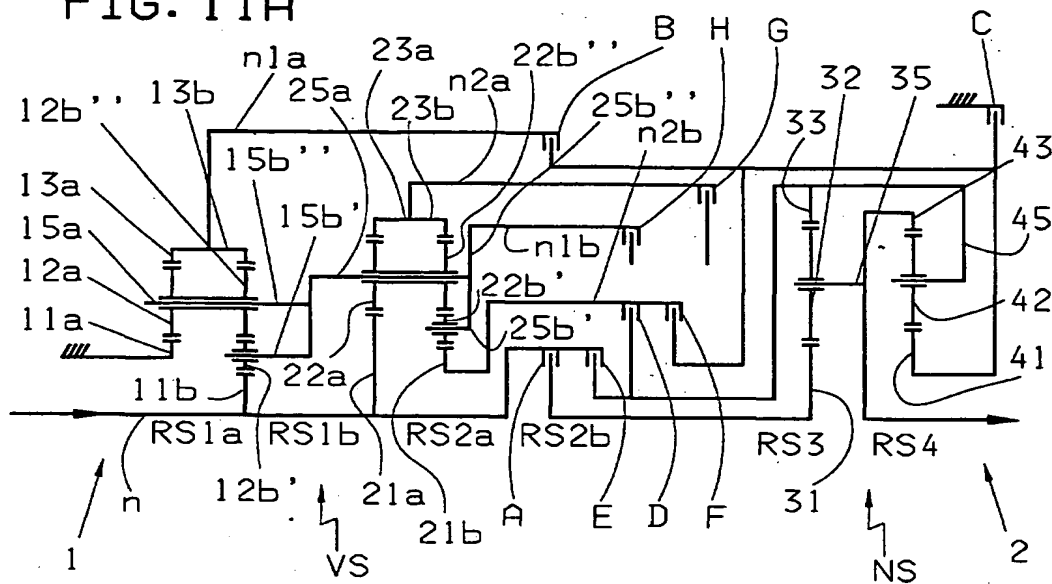 FIG. 11A
B H G C
23a 22b''
n1a n2a
12b'' 13b 25a 23b 25b'' 32 35
n2b 33 43
15b''
13a
15b'
15a n1b 45
12a 22b'
11a 25b' 42
22a
11b 41
RS1a RS1b RS2a RS2b RS3 RS4
n 12b' 21a 31
21b A E D F
1 VS NS 2